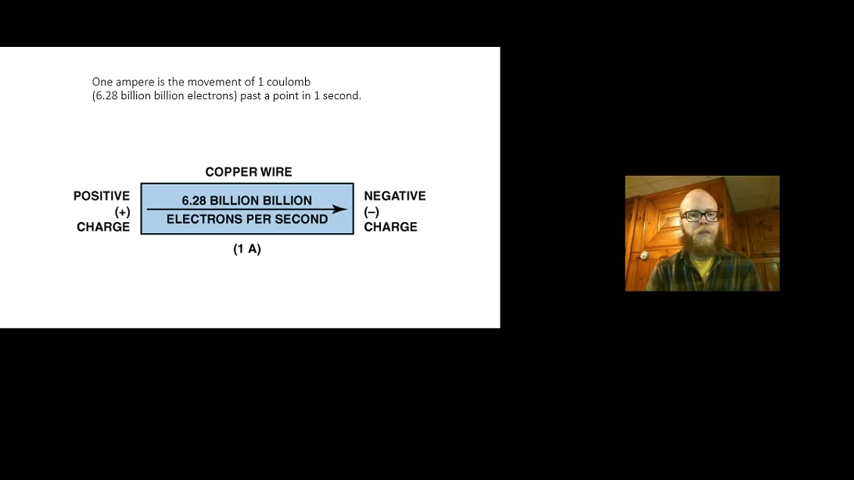 One ampere is the movement of 1 coulomb
(6.28 billion billion electrons) past a point in 1 second.
COPPER WIRE
POSITIVE
(+)
CHARGE
6.28 BILLION BILLION
ELECTRONS PER SECOND
NEGATIVE
(–)
CHARGE
(1 A)